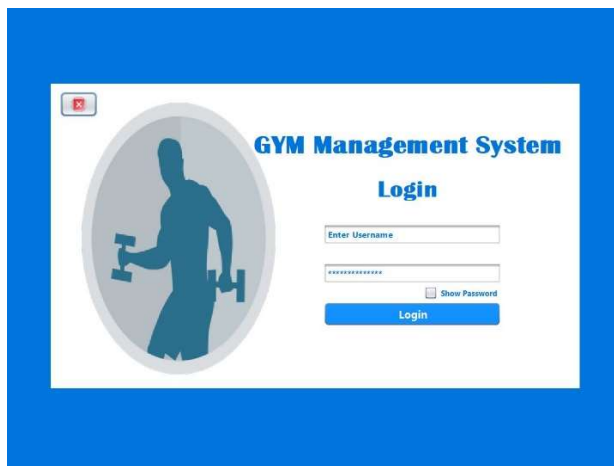 GYM Management System
Login
Enter Username
**************
Show Password
Login